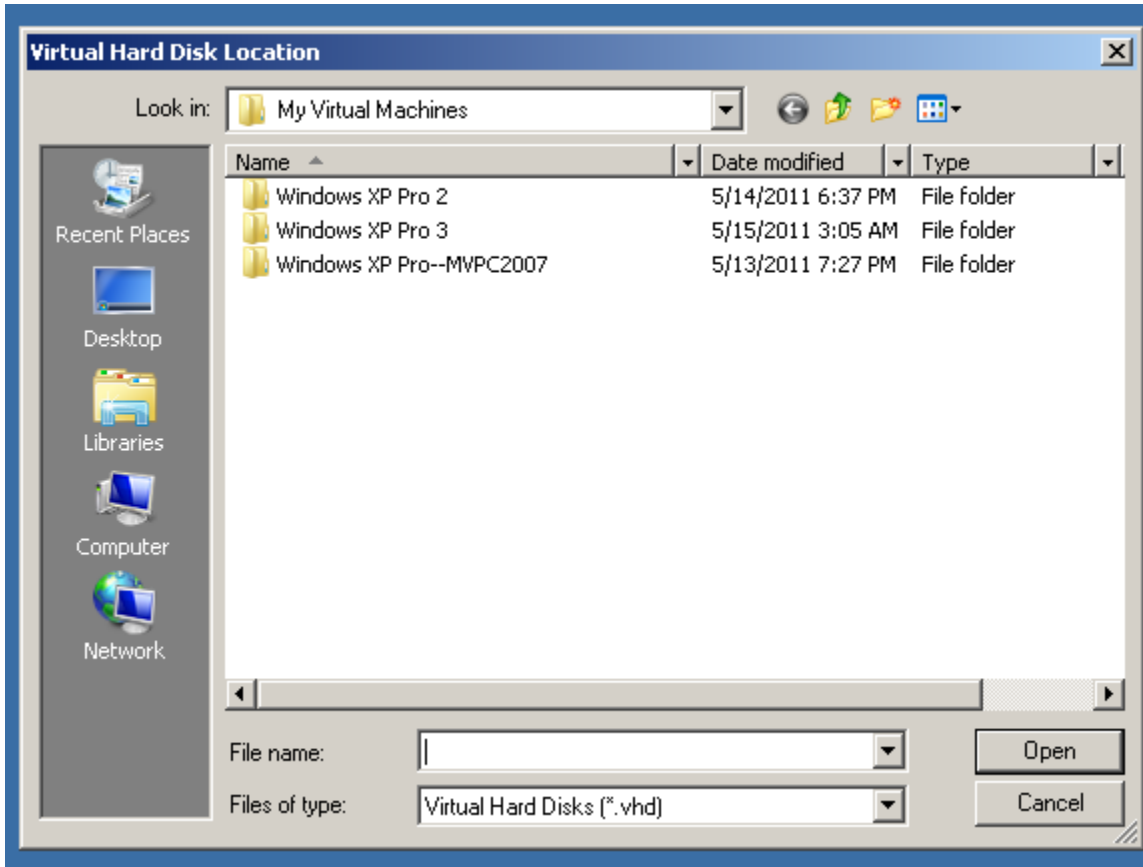 Virtual Hard Disk Location
Look in: My Virtual Machines
Name Date modified Type
Windows XP Pro 2 5/14/2011 6:37 PM File folder
Windows XP Pro 3 5/15/2011 3:05 AM File folder
Windows XP Pro--MVPC2007 5/13/2011 7:27 PM File folder
Recent Places
Desktop
Libraries
Computer
Network
File name: Open
Files of type: Virtual Hard Disks (*.vhd) Cancel